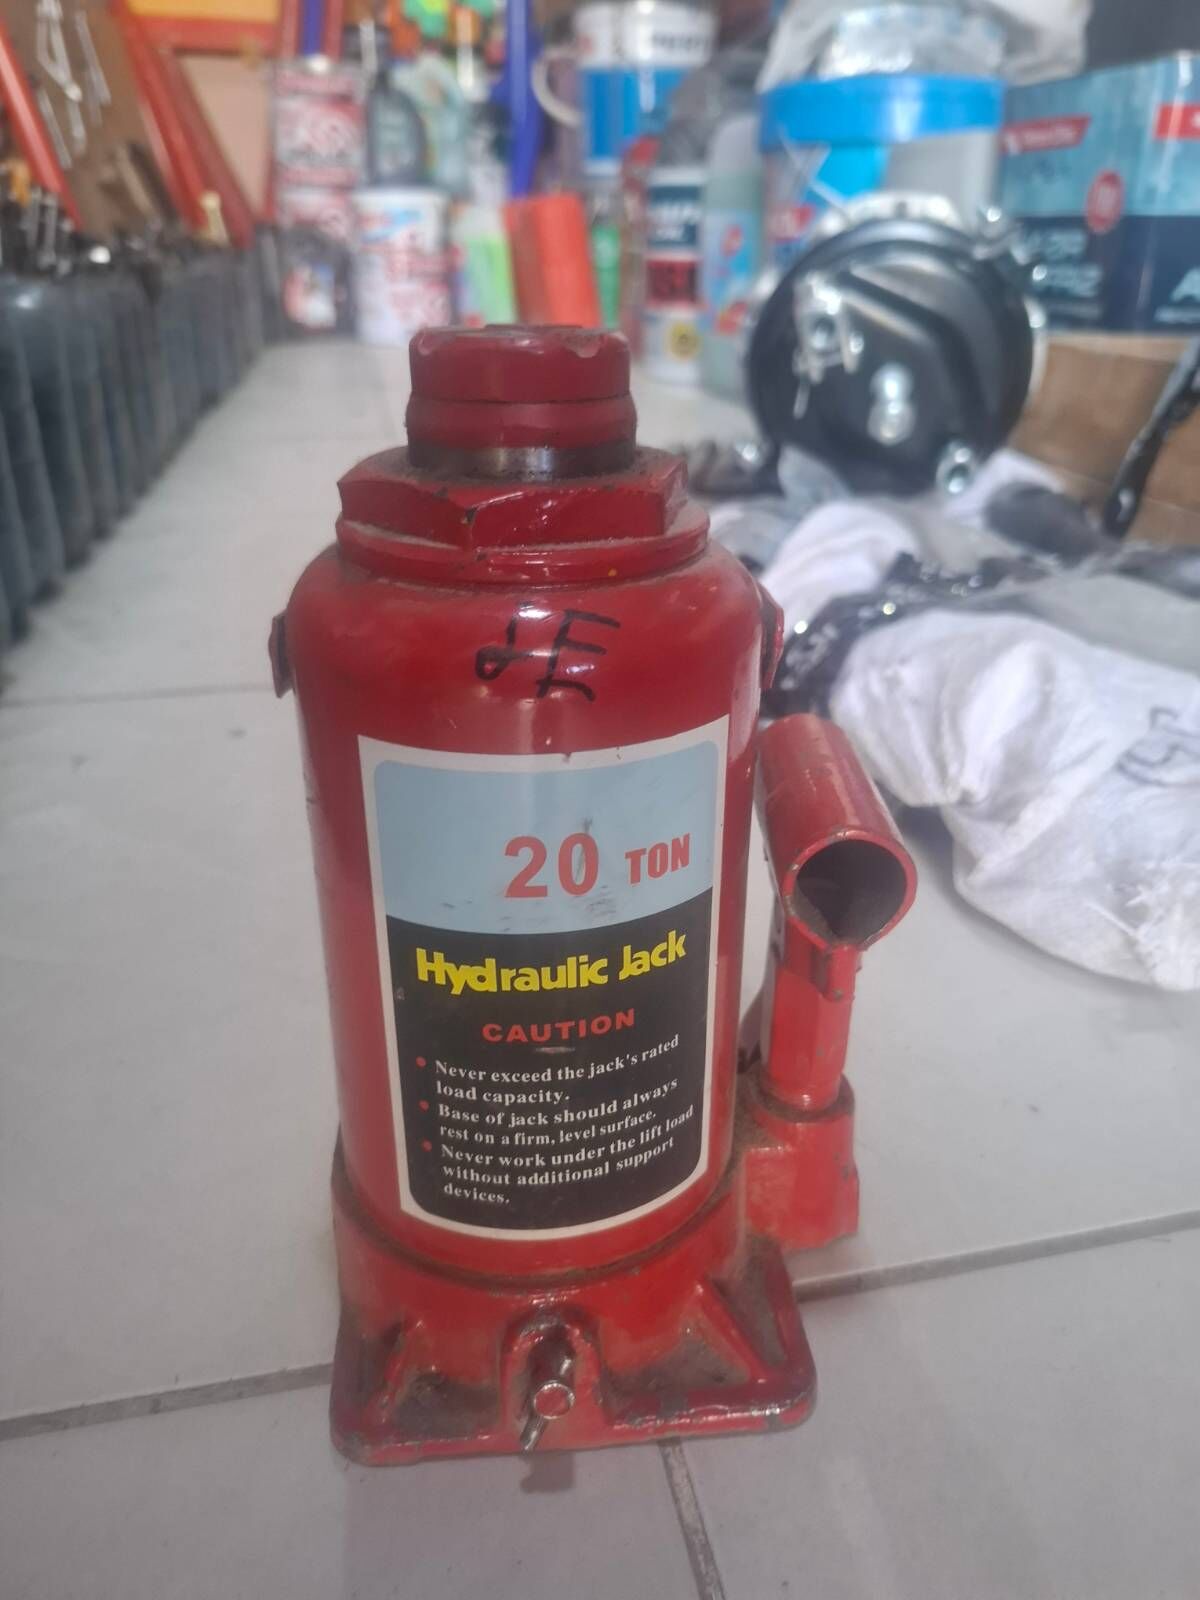 20 TON
Hydraulic Jack
CAUTION
• Never exceed the jack's rated
load capacity.
• Base of jack should always
rest on a firm, level surface.
• Never work under the lift load
without additional support
devices.